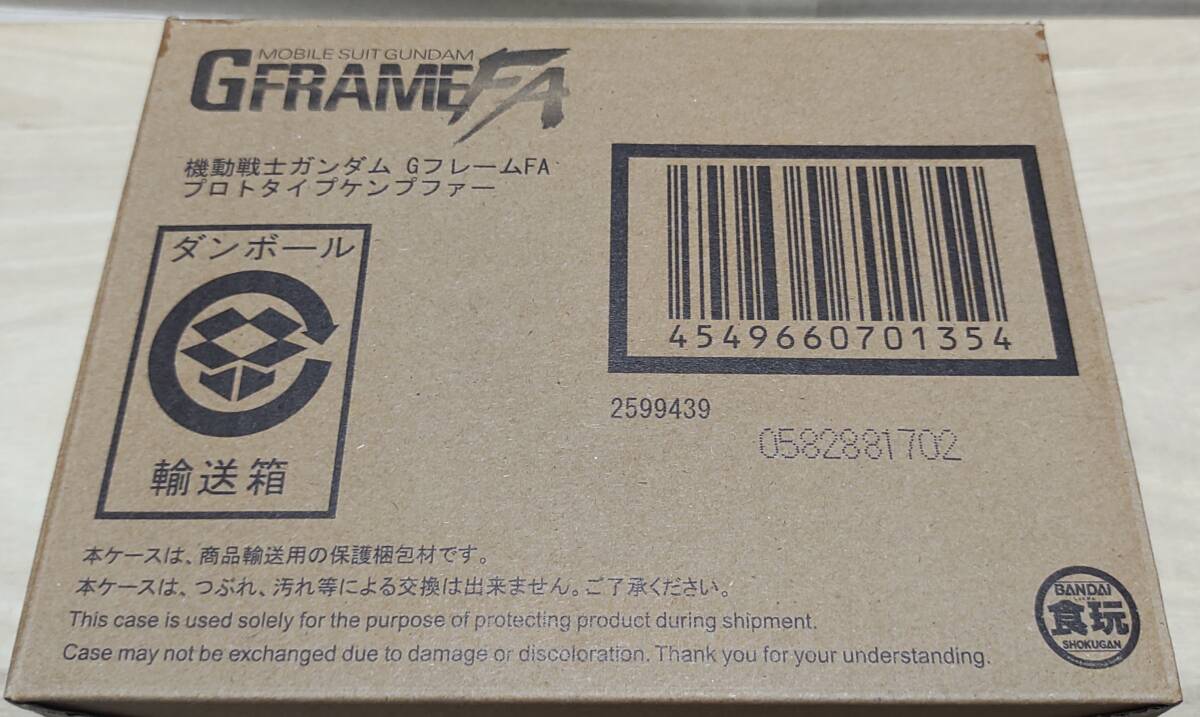 MOBILE SUIT GUNDAM
GFRAMEFA
機動戦士ガンダム GフレームFA
プロトタイプケンプファー
ダンボール
輸送箱
4549660701354
2599439
0582881702
本ケースは、商品輸送用の保護梱包材です。
本ケースは、つぶれ、汚れ等による交換は出来ません。ご了承ください。
This case is used solely for the purpose of protecting product during shipment.
Case may not be exchanged due to damage or discoloration. Thank you for your understanding.
BANDAI
食玩
SHOKUGAN